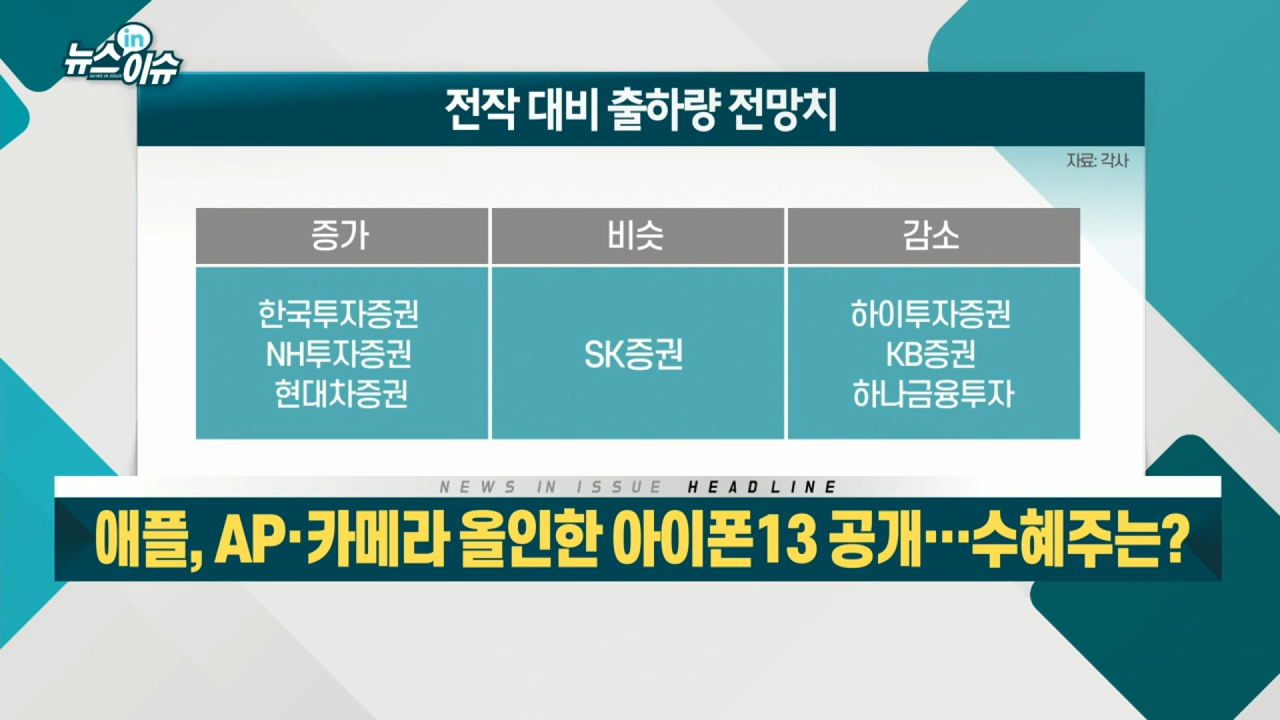 뉴스in이슈
NEWS IN ISSUE
전작 대비 출하량 전망치
자료: 각사
증가 비슷 감소
한국투자증권 하이투자증권
NH투자증권 SK증권 KB증권
현대차증권 하나금융투자
NEWS IN ISSUE HEADLINE
애플, AP·카메라 올인한 아이폰13 공개…수혜주는?